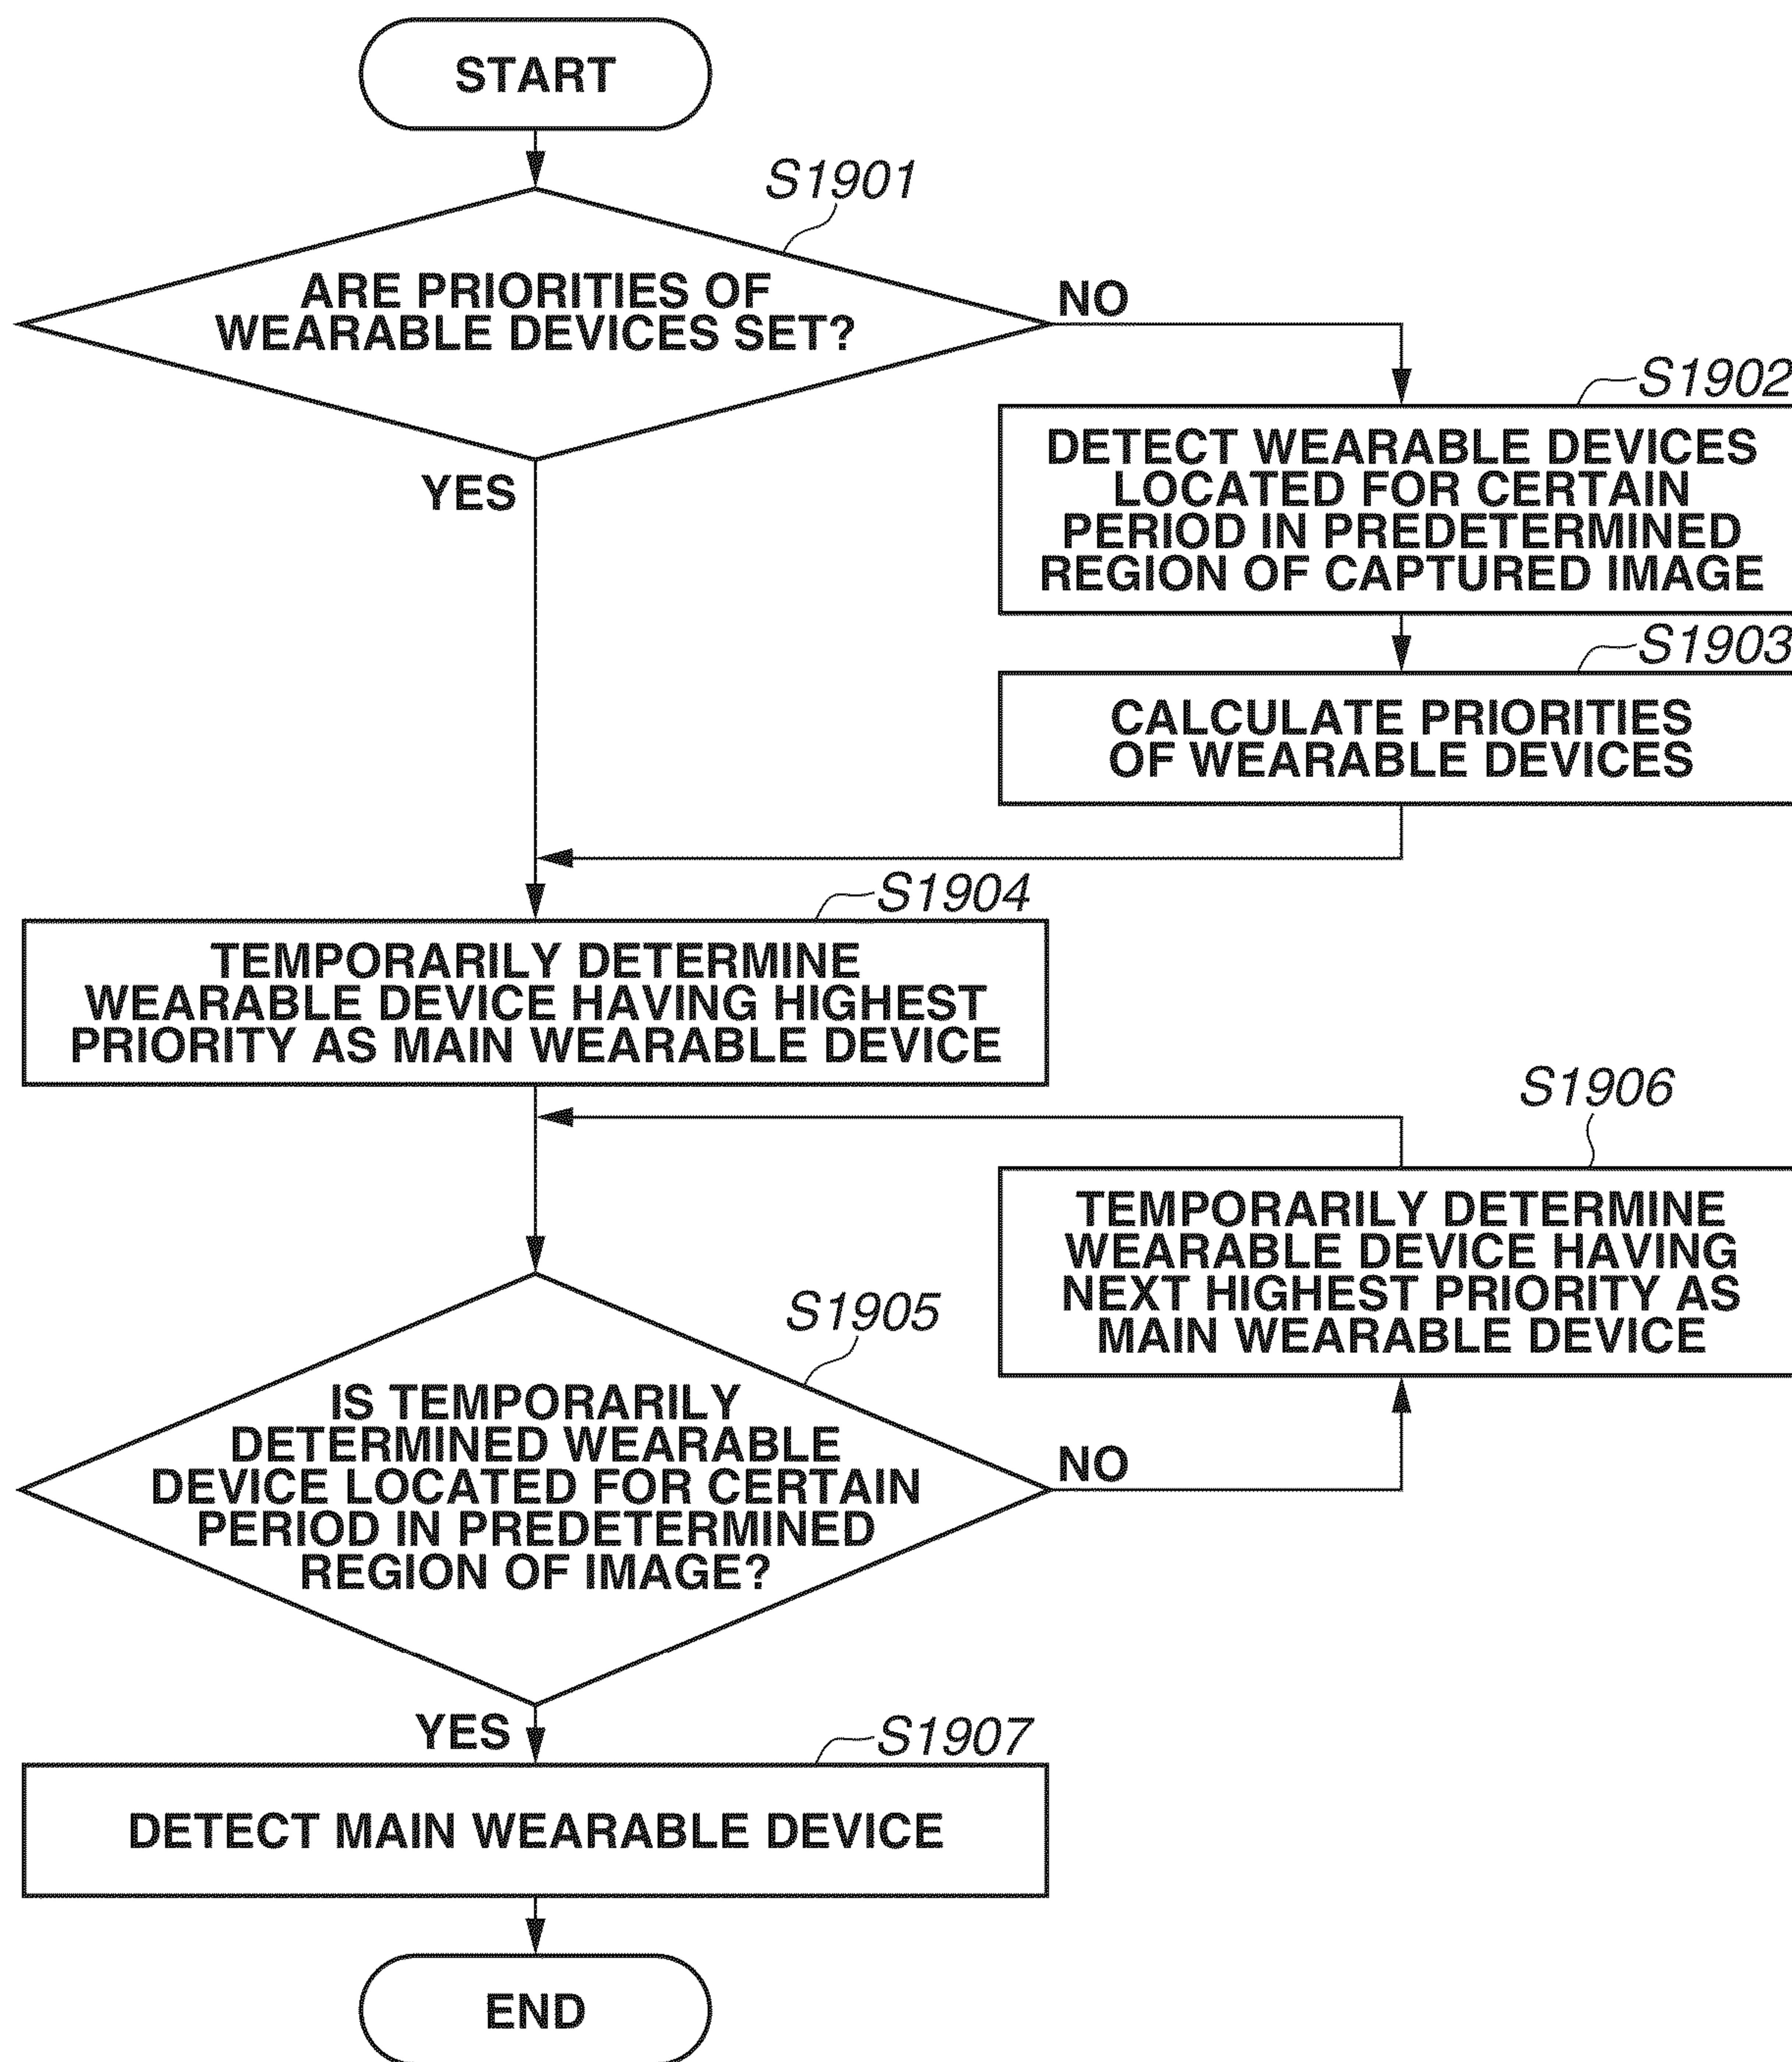 START
S1901
ARE PRIORITIES OF
WEARABLE DEVICES SET?
NO
YES
S1902
DETECT WEARABLE DEVICES
LOCATED FOR CERTAIN
PERIOD IN PREDETERMINED
REGION OF CAPTURED IMAGE
S1903
CALCULATE PRIORITIES
OF WEARABLE DEVICES
S1904
TEMPORARILY DETERMINE
WEARABLE DEVICE HAVING HIGHEST
PRIORITY AS MAIN WEARABLE DEVICE
S1906
TEMPORARILY DETERMINE
WEARABLE DEVICE HAVING
NEXT HIGHEST PRIORITY AS
MAIN WEARABLE DEVICE
S1905
IS TEMPORARILY
DETERMINED WEARABLE
DEVICE LOCATED FOR CERTAIN
PERIOD IN PREDETERMINED
REGION OF IMAGE?
NO
YES
S1907
DETECT MAIN WEARABLE DEVICE
END